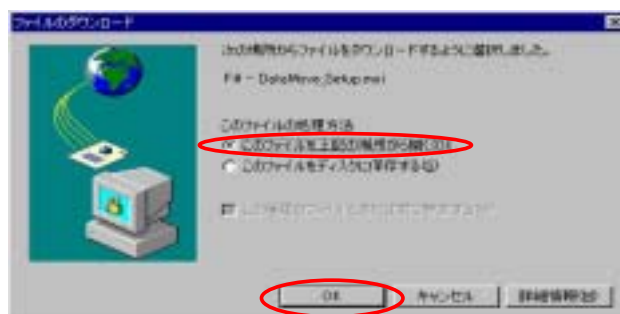 ファイルのダウンロード
次の場所からファイルをダウンロードするように選択しました。
DataMove_Setup.msi
このファイルの処理方法
このファイルを上記の場所から開く(O)
このファイルをディスクに保存する(S)
OK
キャンセル
詳細情報(M)